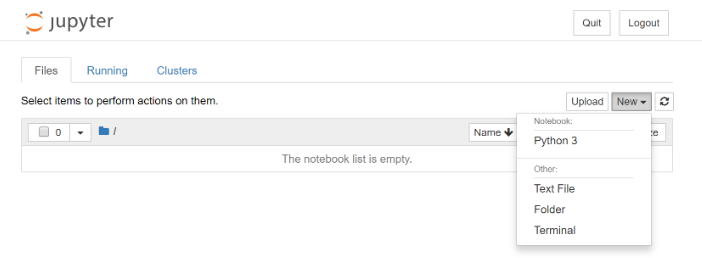 jupyter
Quit
Logout
Files
Running
Clusters
Select items to perform actions on them.
Upload
New
0
/
Name
The notebook list is empty.
Notebook:
Python 3
Other:
Text File
Folder
Terminal